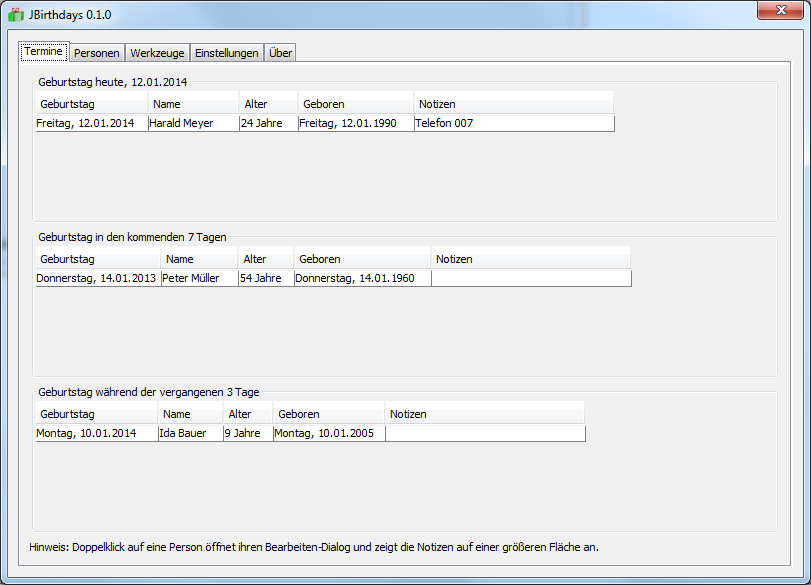 JBirthdays 0.1.0
Termine Personen Werkzeuge Einstellungen Über
Geburtstag heute, 12.01.2014
Geburtstag Name Alter Geboren Notizen
Freitag, 12.01.2014 Harald Meyer 24 Jahre Freitag, 12.01.1990 Telefon 007
Geburtstag in den kommenden 7 Tagen
Geburtstag Name Alter Geboren Notizen
Donnerstag, 14.01.2013 Peter Müller 54 Jahre Donnerstag, 14.01.1960
Geburtstag während der vergangenen 3 Tage
Geburtstag Name Alter Geboren Notizen
Montag, 10.01.2014 Ida Bauer 9 Jahre Montag, 10.01.2005
Hinweis: Doppelklick auf eine Person öffnet ihren Bearbeiten-Dialog und zeigt die Notizen auf einer größeren Fläche an.